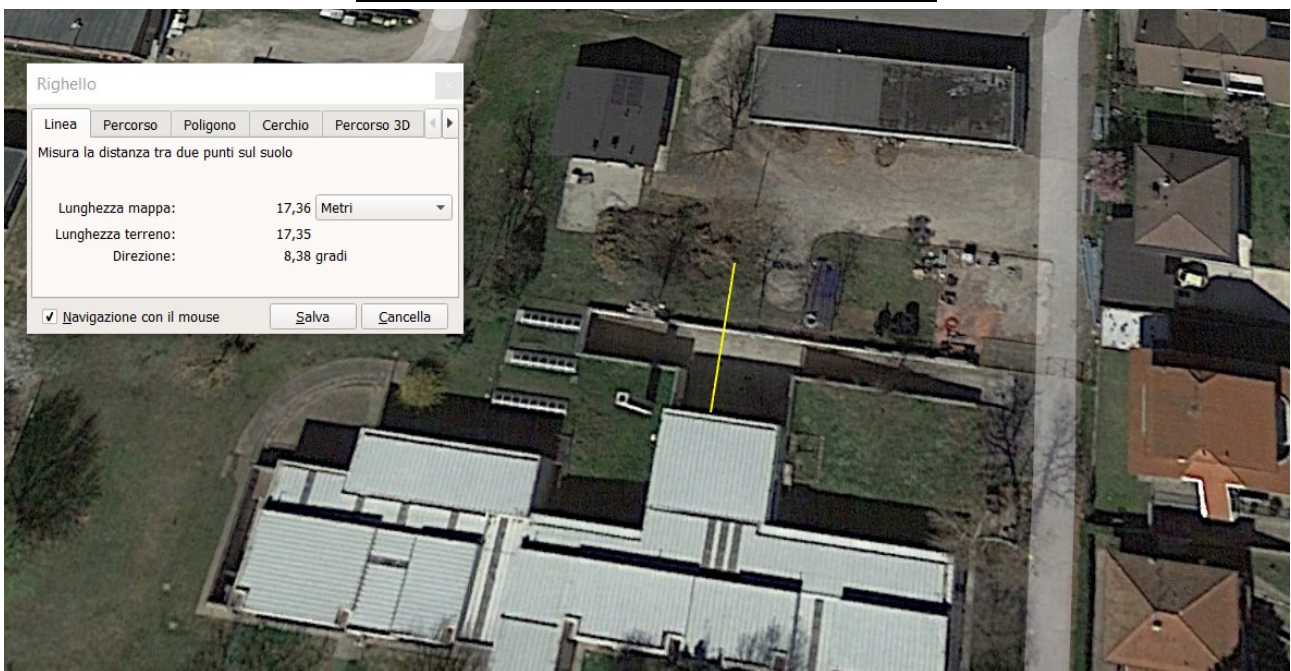 Righello
Linea Percorso Poligono Cerchio Percorso 3D
Misura la distanza tra due punti sul suolo
Lunghezza mappa: 17,36 Metri
Lunghezza terreno: 17,35
Direzione: 8,38 gradi
Navigazione con il mouse Salva Cancella